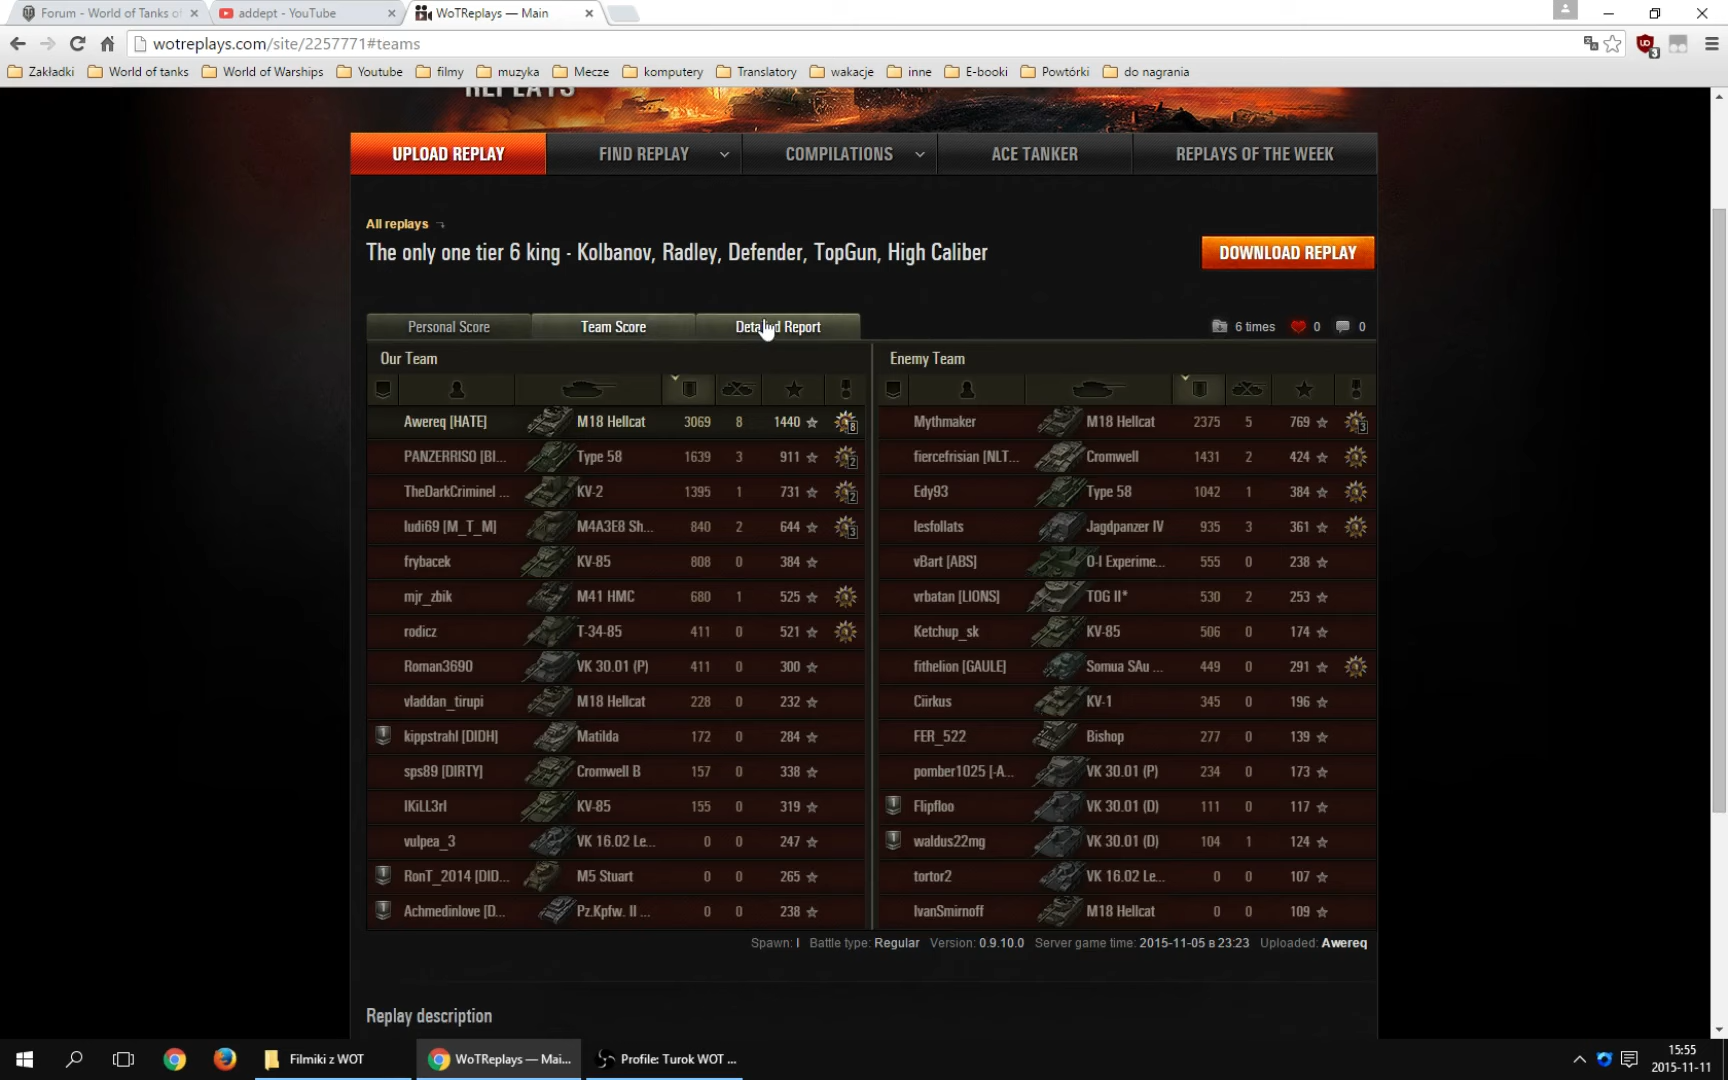 Forum - World of Tanks of
addept - YouTube
WoTReplays — Main
wotreplays.com/site/2257771#teams
Zakładki World of tanks World of Warships Youtube filmy muzyka Mecze komputery Translatory wakacje inne E-booki Powtórki do nagrania
REPLAYS
UPLOAD REPLAY FIND REPLAY COMPILATIONS ACE TANKER REPLAYS OF THE WEEK
All replays
The only one tier 6 king - Kolbanov, Radley, Defender, TopGun, High Caliber
DOWNLOAD REPLAY
Personal Score Team Score Detailed Report 6 times 0 0
Our Team
Awereq [HATE] M18 Hellcat 3069 8 1440 8
PANZERRISO [BI... Type 58 1639 3 911 2
TheDarkCriminel ... KV-2 1395 1 731 2
ludi69 [M_T_M] M4A3E8 Sh... 840 2 644 3
frybacek KV-85 808 0 384
mjr_zbik M41 HMC 680 1 525
rodicz T-34-85 411 0 521
Roman3690 VK 30.01 (P) 411 0 300
vladdan_tirupi M18 Hellcat 228 0 232
1 kippstrahl [DIDH] Matilda 172 0 284
sps89 [DIRTY] Cromwell B 157 0 338
IKiLL3rI KV-85 155 0 319
vulpea_3 VK 16.02 Le... 0 0 247
1 RonT_2014 [DID... M5 Stuart 0 0 265
1 Achmedinlove [D... Pz.Kpfw. II ... 0 0 238
Enemy Team
Mythmaker M18 Hellcat 2375 5 769 3
fiercefrisian [NLT... Cromwell 1431 2 424
Edy93 Type 58 1042 1 384
lesfollats Jagdpanzer IV 935 3 361
vBart [ABS] O-I Experime... 555 0 238
vrbatan [LIONS] TOG II* 530 2 253
Ketchup_sk KV-85 506 0 174
fithelion [GAULE] Somua SAu ... 449 0 291
Ciirkus KV-1 345 0 196
FER_522 Bishop 277 0 139
pomber1025 [-A... VK 30.01 (P) 234 0 173
1 Flipfloo VK 30.01 (D) 111 0 117
1 waldus22mg VK 30.01 (D) 104 1 124
tortor2 VK 16.02 Le... 0 0 107
IvanSmirnoff M18 Hellcat 0 0 109
Spawn: I Battle type: Regular Version: 0.9.10.0 Server game time: 2015-11-05 в 23:23 Uploaded: Awereq
Replay description
Filmiki z WOT
WoTReplays — Mai...
Profile: Turok WOT ...
15:55
2015-11-11